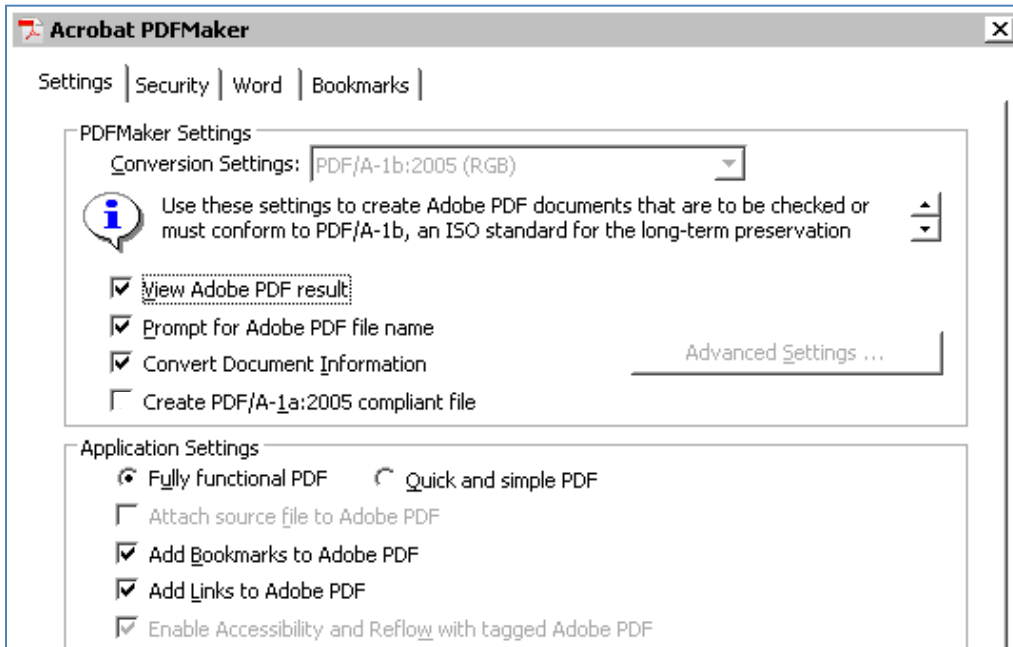 Acrobat PDFMaker
Settings Security Word Bookmarks
PDFMaker Settings
Conversion Settings: PDF/A-1b:2005 (RGB)
Use these settings to create Adobe PDF documents that are to be checked or
must conform to PDF/A-1b, an ISO standard for the long-term preservation
View Adobe PDF result
Prompt for Adobe PDF file name
Convert Document Information
Advanced Settings ...
Create PDF/A-1a:2005 compliant file
Application Settings
Fully functional PDF Quick and simple PDF
Attach source file to Adobe PDF
Add Bookmarks to Adobe PDF
Add Links to Adobe PDF
Enable Accessibility and Reflow with tagged Adobe PDF